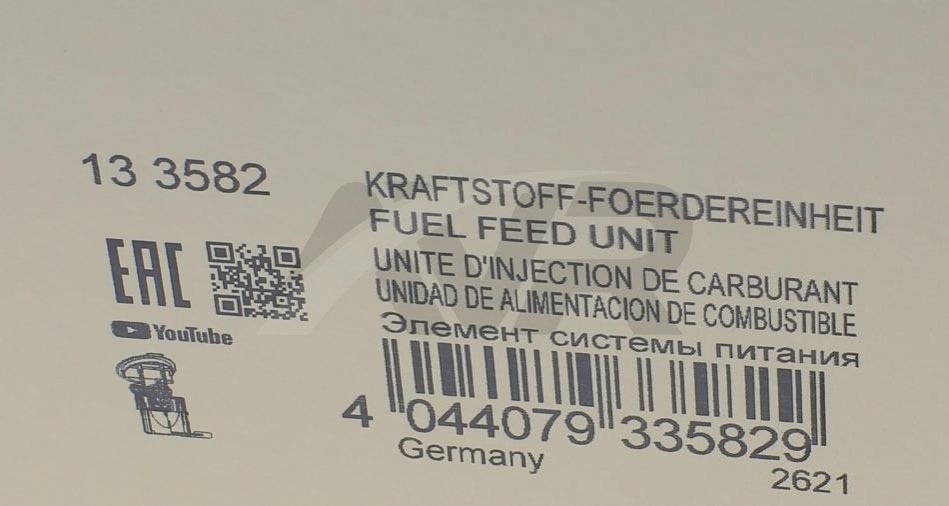 13 3582
KRAFTSTOFF-FOERDEREINHEIT
FUEL FEED UNIT
UNITE D'INJECTION DE CARBURANT
UNIDAD DE ALIMENTACION DE COMBUSTIBLE
Элемент системы питания
EAC
YouTube
4 044079 335829
Germany
2621
AVR